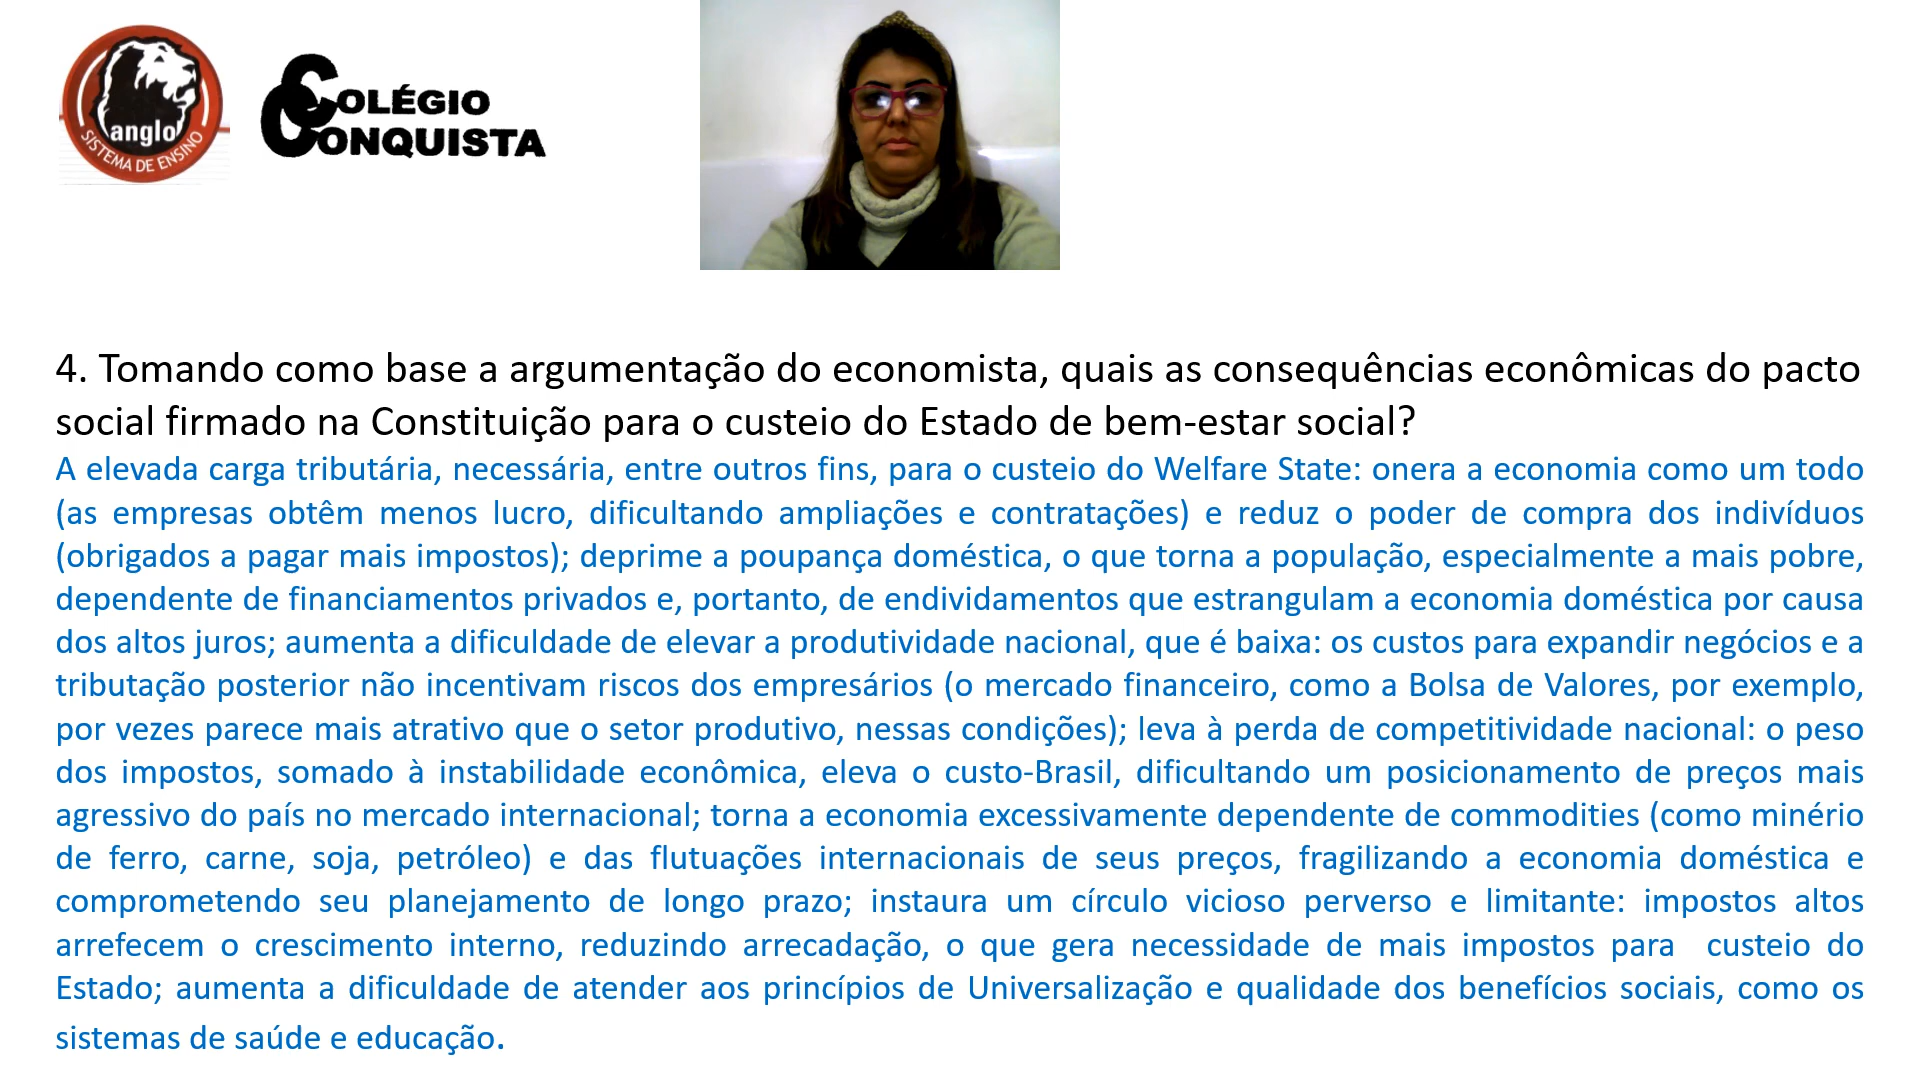 anglo
SISTEMA DE ENSINO
COLÉGIO
CONQUISTA
4. Tomando como base a argumentação do economista, quais as consequências econômicas do pacto
social firmado na Constituição para o custeio do Estado de bem-estar social?
A elevada carga tributária, necessária, entre outros fins, para o custeio do Welfare State: onera a economia como um todo
(as empresas obtêm menos lucro, dificultando ampliações e contratações) e reduz o poder de compra dos indivíduos
(obrigados a pagar mais impostos); deprime a poupança doméstica, o que torna a população, especialmente a mais pobre,
dependente de financiamentos privados e, portanto, de endividamentos que estrangulam a economia doméstica por causa
dos altos juros; aumenta a dificuldade de elevar a produtividade nacional, que é baixa: os custos para expandir negócios e a
tributação posterior não incentivam riscos dos empresários (o mercado financeiro, como a Bolsa de Valores, por exemplo,
por vezes parece mais atrativo que o setor produtivo, nessas condições); leva à perda de competitividade nacional: o peso
dos impostos, somado à instabilidade econômica, eleva o custo-Brasil, dificultando um posicionamento de preços mais
agressivo do país no mercado internacional; torna a economia excessivamente dependente de commodities (como minério
de ferro, carne, soja, petróleo) e das flutuações internacionais de seus preços, fragilizando a economia doméstica e
comprometendo seu planejamento de longo prazo; instaura um círculo vicioso perverso e limitante: impostos altos
arrefecem o crescimento interno, reduzindo arrecadação, o que gera necessidade de mais impostos para custeio do
Estado; aumenta a dificuldade de atender aos princípios de Universalização e qualidade dos benefícios sociais, como os
sistemas de saúde e educação.